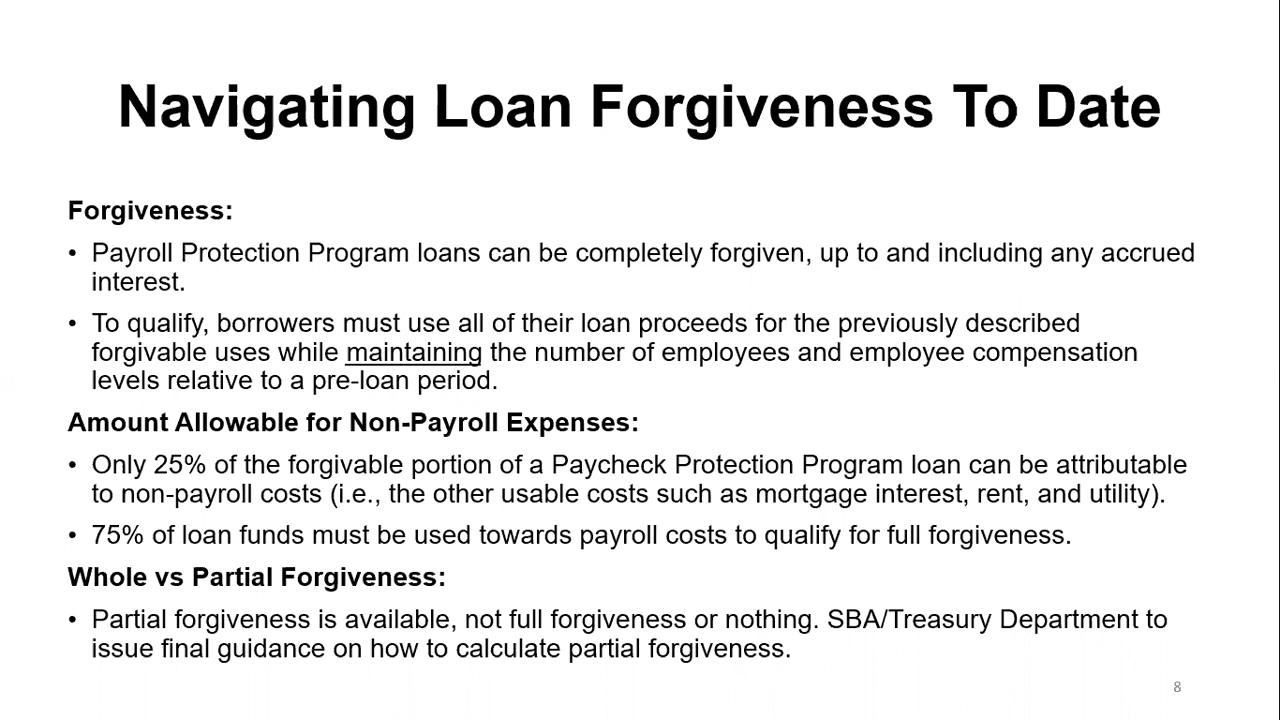 Navigating Loan Forgiveness To Date
Forgiveness:
• Payroll Protection Program loans can be completely forgiven, up to and including any accrued
interest.
• To qualify, borrowers must use all of their loan proceeds for the previously described
forgivable uses while maintaining the number of employees and employee compensation
levels relative to a pre-loan period.
Amount Allowable for Non-Payroll Expenses:
• Only 25% of the forgivable portion of a Paycheck Protection Program loan can be attributable
to non-payroll costs (i.e., the other usable costs such as mortgage interest, rent, and utility).
• 75% of loan funds must be used towards payroll costs to qualify for full forgiveness.
Whole vs Partial Forgiveness:
• Partial forgiveness is available, not full forgiveness or nothing. SBA/Treasury Department to
issue final guidance on how to calculate partial forgiveness.
8